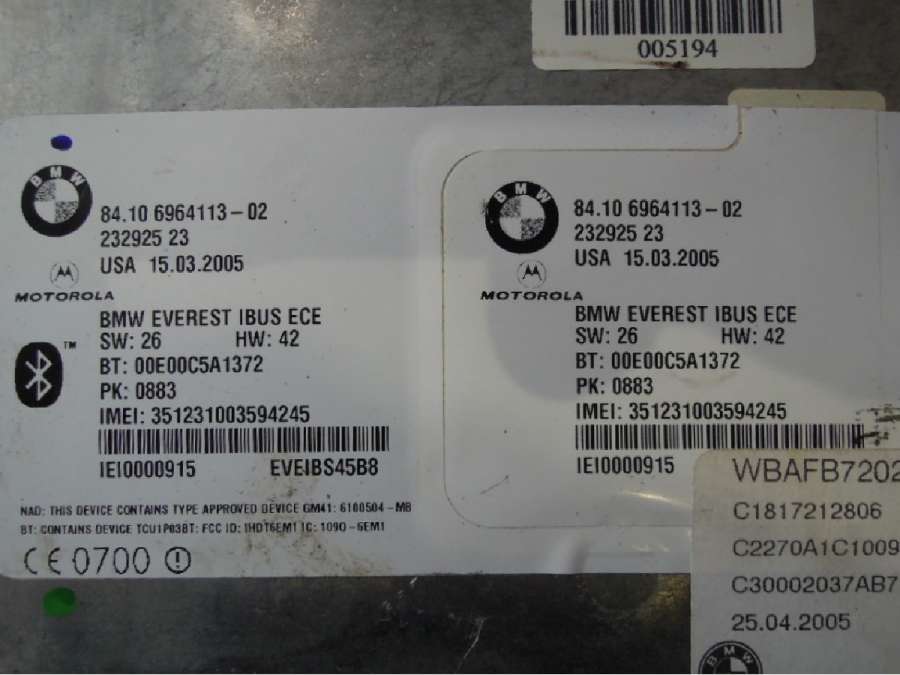 005194
BMW
84.10 6964113-02
232925 23
USA 15.03.2005
MOTOROLA
BMW EVEREST IBUS ECE
SW: 26 HW: 42
BT: 00E00C5A1372
PK: 0883
IMEI: 351231003594245
IEI0000915 EVEIBS45B8
NAD: THIS DEVICE CONTAINS TYPE APPROVED DEVICE GM41: 6100504-MB
BT: CONTAINS DEVICE TCU1P03BT: FCC ID: IHDT6EM1 IC: 109O-6EM1
CE 0700
BMW
84.10 6964113-02
232925 23
USA 15.03.2005
MOTOROLA
BMW EVEREST IBUS ECE
SW: 26 HW: 42
BT: 00E00C5A1372
PK: 0883
IMEI: 351231003594245
IEI0000915
WBAFB7202
C1817212806
C2270A1C1009
C30002037AB7
25.04.2005
BMW